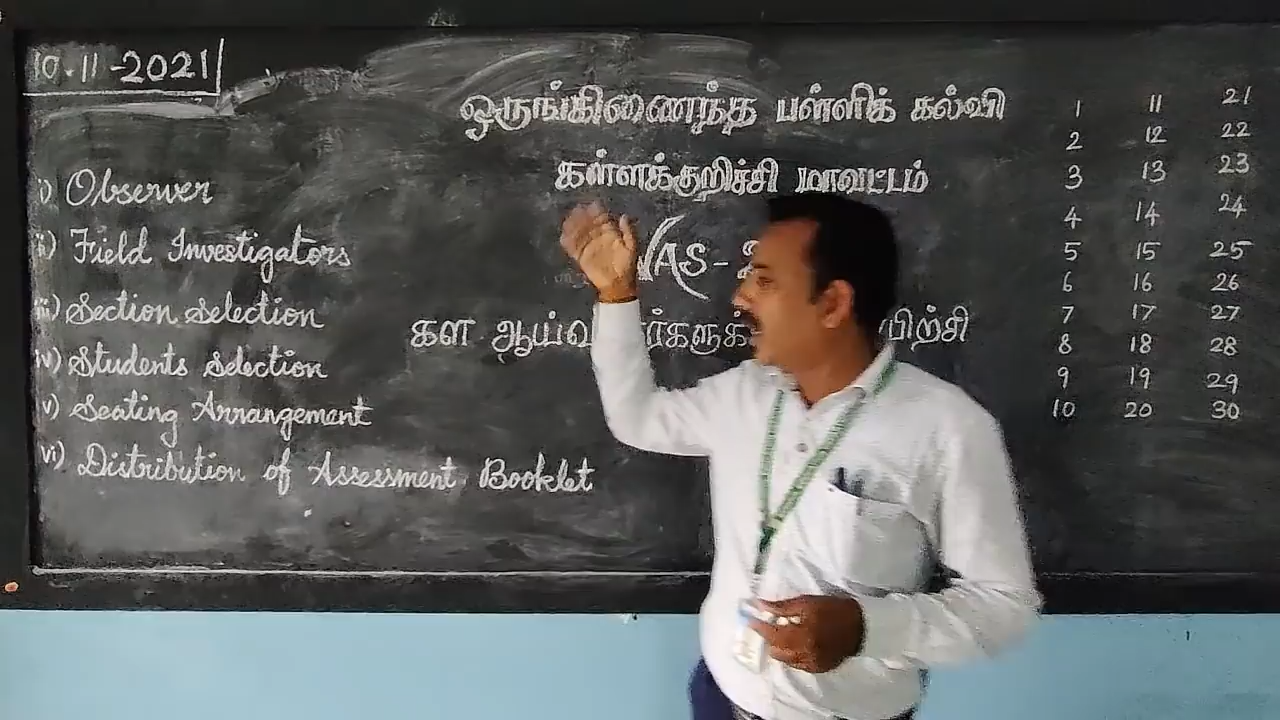 10-11-2021
ஒருங்கிணைந்த பள்ளிக் கல்வி
கள்ளக்குறிச்சி மாவட்டம்
AS -
கள
i) Observer
ii) Field Investigators
iii) Section Selection
iv) Students Selection
v) Seating Arrangement
vi) Distribution of Assessment Booklet
1 11 21
2 12 22
3 13 23
4 14 24
5 15 25
6 16 26
7 17 27
8 18 28
9 19 29
10 20 30